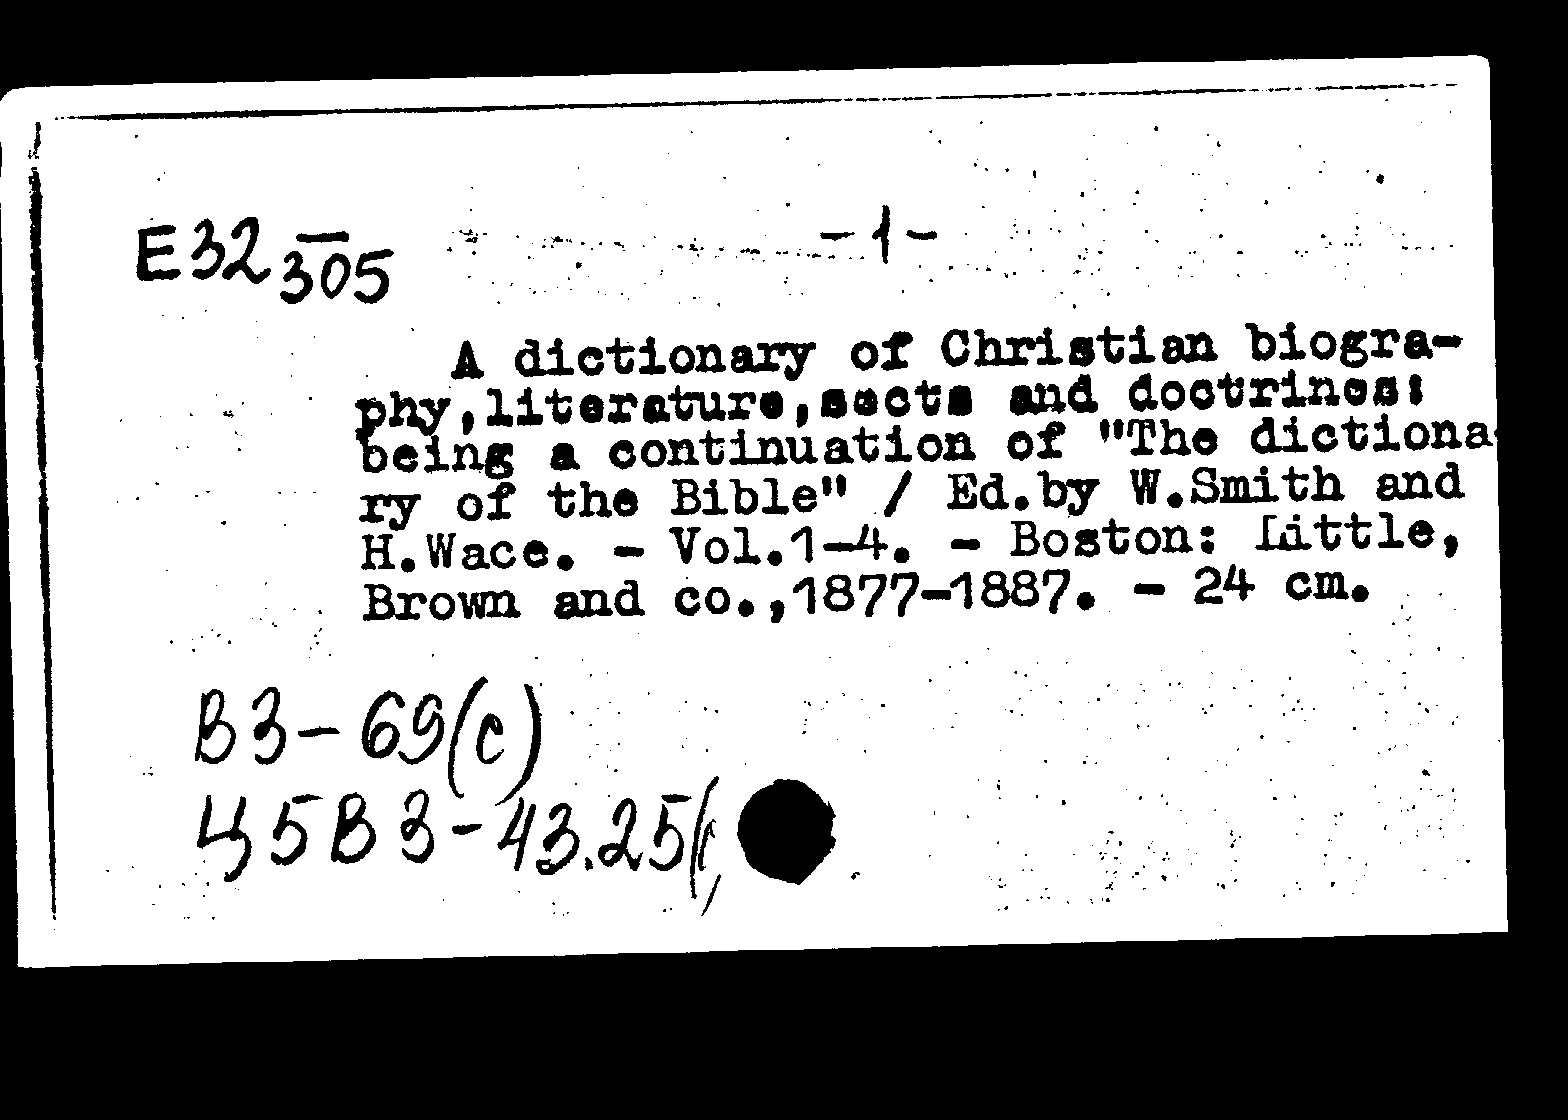 E32 305
-1-
A dictionary of Christian biogra-
phy,literature,sects and doctrines:
being a continuation of "The dictiona-
ry of the Bible" / Ed.by W.Smith and
H.Wace. - Vol.1-4. - Boston: Little,
Brown and co.,1877-1887. - 24 cm.
В3-69(с)
Ч5В3-43.25(